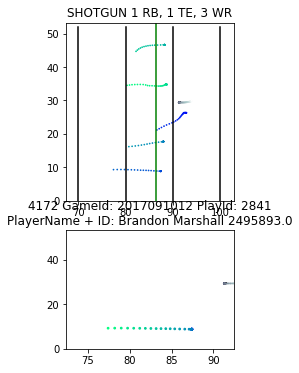 SHOTGUN 1 RB, 1 TE, 3 WR
50
40
30
20
10
0
70 80 90 100
4172 GameId: 2017091012 PlayId: 2841
PlayerName + ID: Brandon Marshall 2495893.0
40
20
0
75 80 85 90